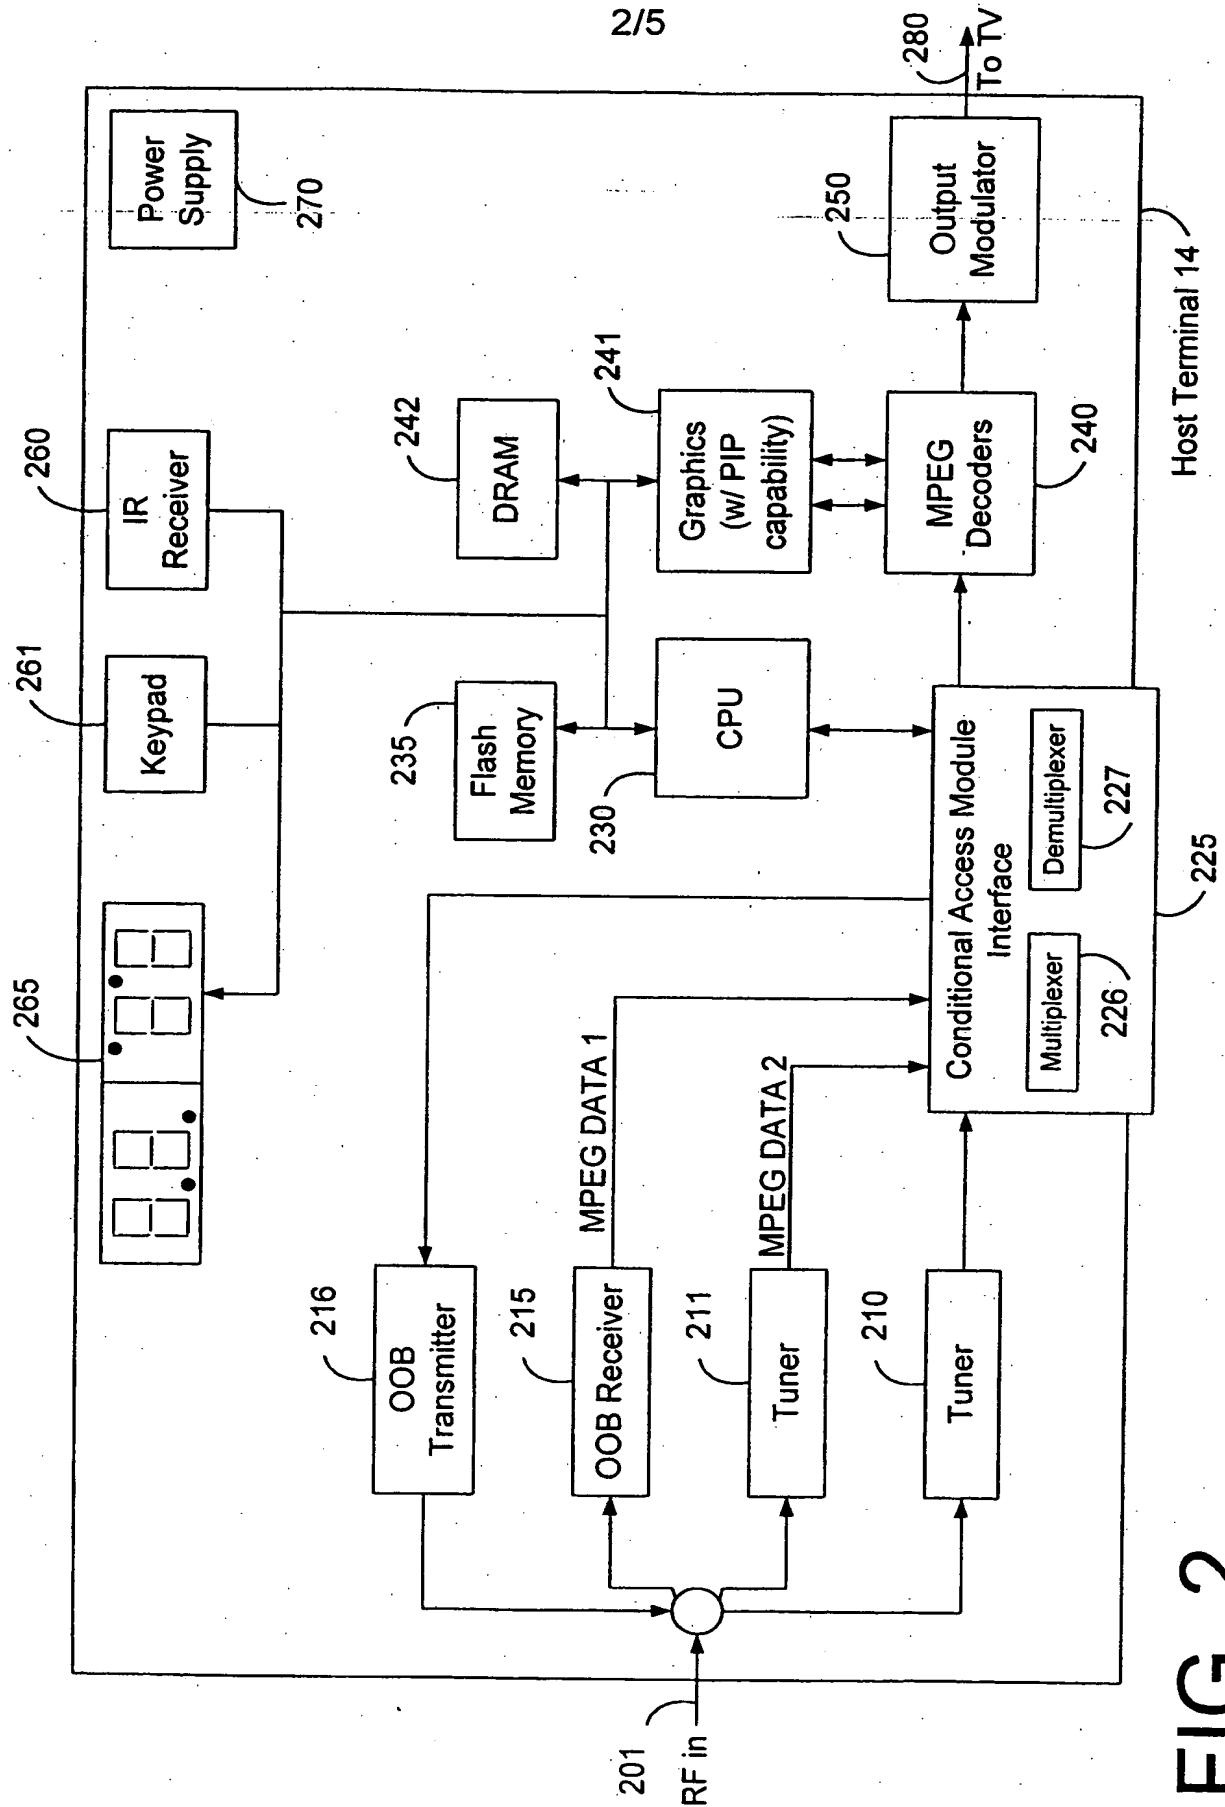 2/5
265
261
Keypad
260
IR
Receiver
Power
Supply
270
216
OOB
Transmitter
235
Flash
Memory
242
DRAM
215
OOB Receiver
MPEG DATA 1
230
CPU
241
Graphics
(w/ PIP
capability)
211
Tuner
MPEG DATA 2
250
Output
Modulator
280
To TV
201
RF in
210
Tuner
Conditional Access Module
Interface
Multiplexer
226
Demultiplexer
227
225
MPEG
Decoders
240
Host Terminal 14
FIG. 2